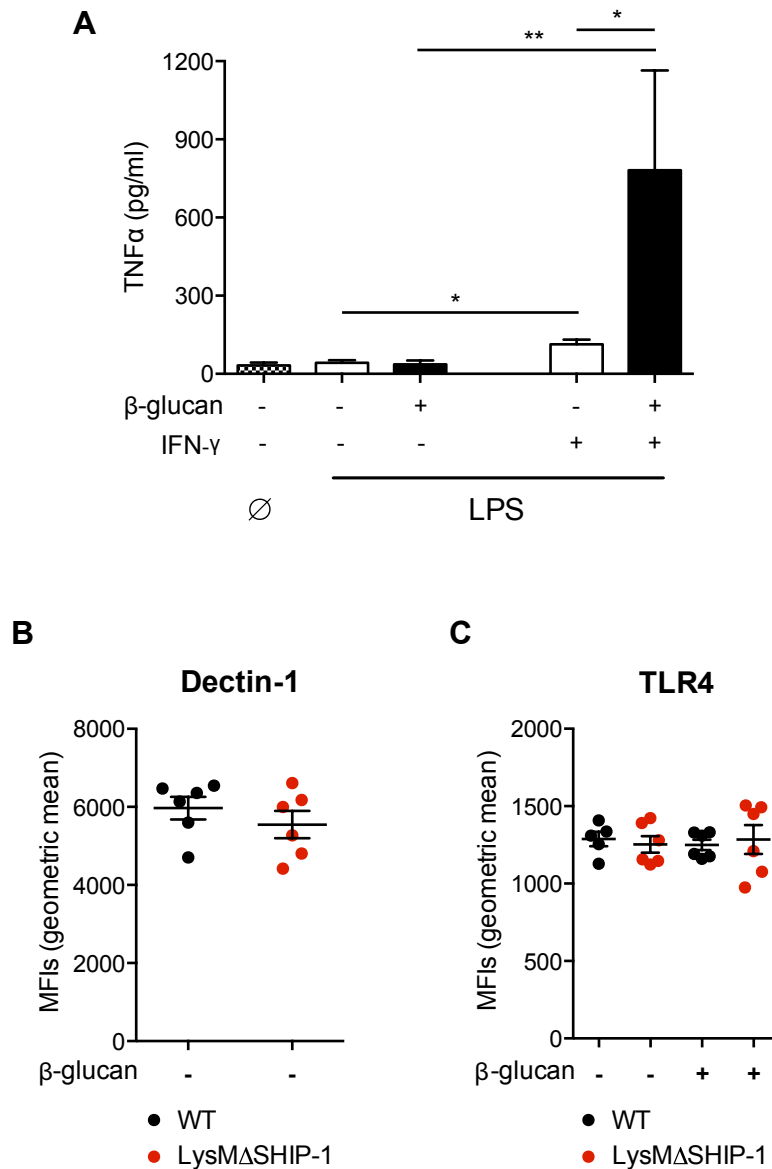 A
*
**
1200
900
600
300
0
TNFα (pg/ml)
*
β-glucan - - + - +
IFN-γ - - - + +
∅ LPS
B
Dectin-1
8000
6000
4000
2000
0
MFIs (geometric mean)
β-glucan - -
WT
LysMΔSHIP-1
C
TLR4
2000
1500
1000
500
0
MFIs (geometric mean)
β-glucan - - + +
WT
LysMΔSHIP-1